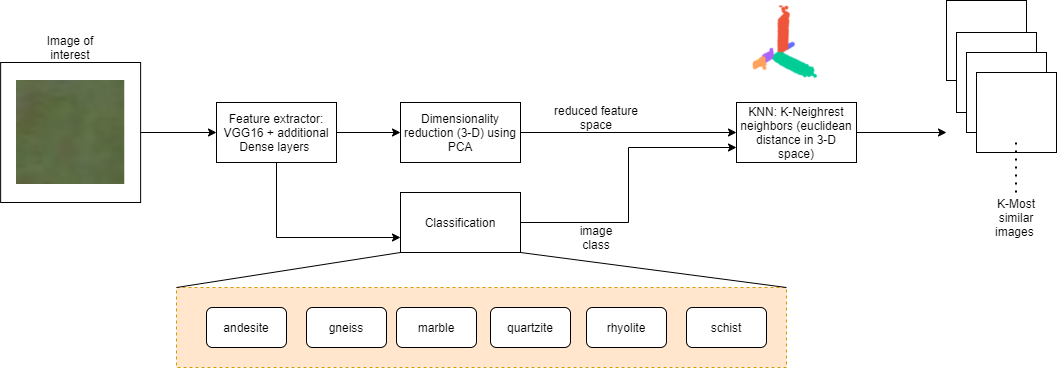 Image of
interest
Feature extractor:
VGG16 + additional
Dense layers
Dimensionality
reduction (3-D) using
PCA
reduced feature
space
KNN: K-Neighrest
neighbors (euclidean
distance in 3-D
space)
K-Most
similar
images
Classification
image
class
andesite
gneiss
marble
quartzite
rhyolite
schist